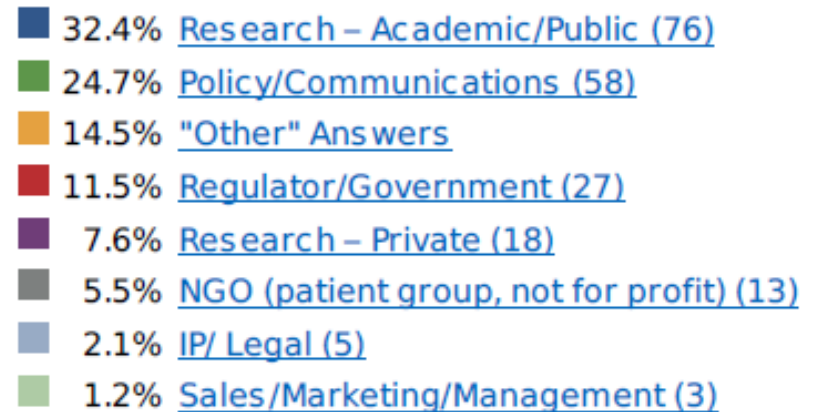 32.4% Research – Academic/Public (76)
24.7% Policy/Communications (58)
14.5% "Other" Answers
11.5% Regulator/Government (27)
7.6% Research – Private (18)
5.5% NGO (patient group, not for profit) (13)
2.1% IP/ Legal (5)
1.2% Sales/Marketing/Management (3)